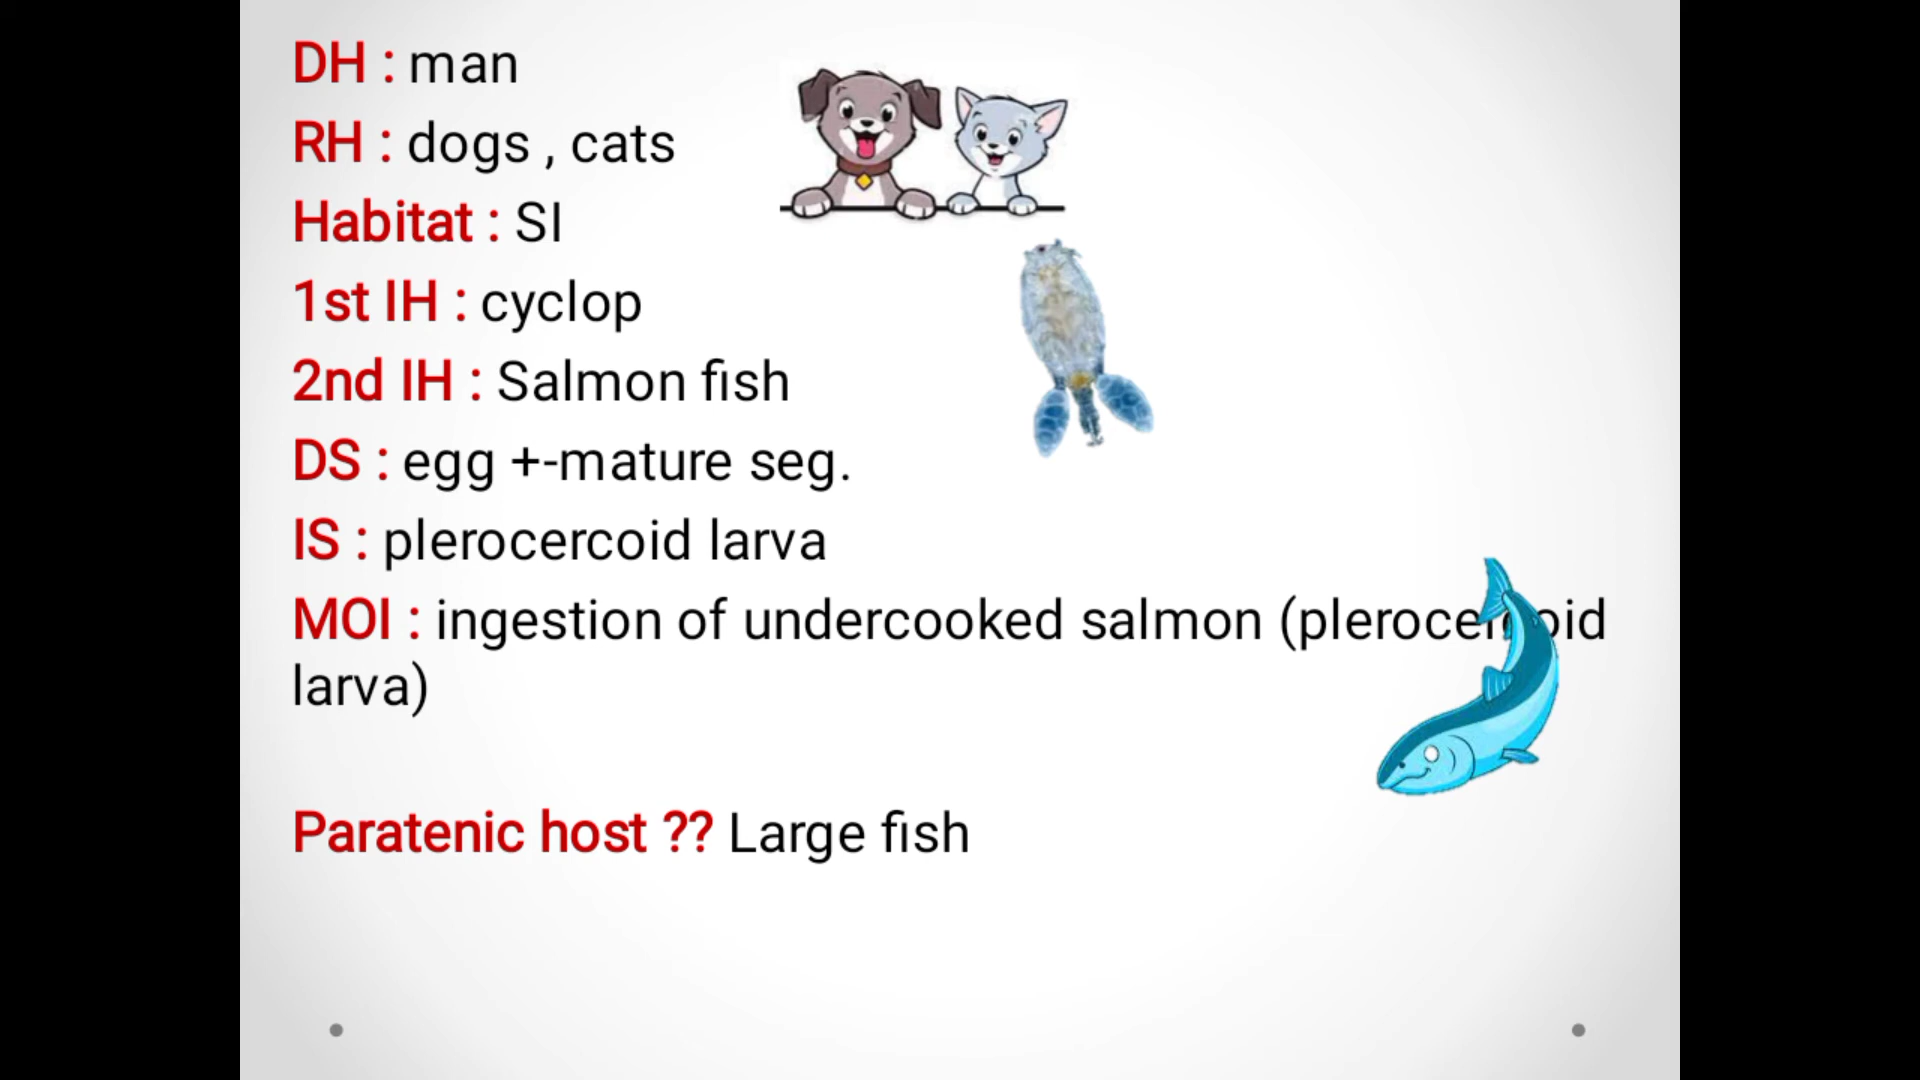 DH : man
RH : dogs , cats
Habitat : SI
1st IH : cyclop
2nd IH : Salmon fish
DS : egg +-mature seg.
IS : plerocercoid larva
MOI : ingestion of undercooked salmon (plerocercoid
larva)
Paratenic host ?? Large fish